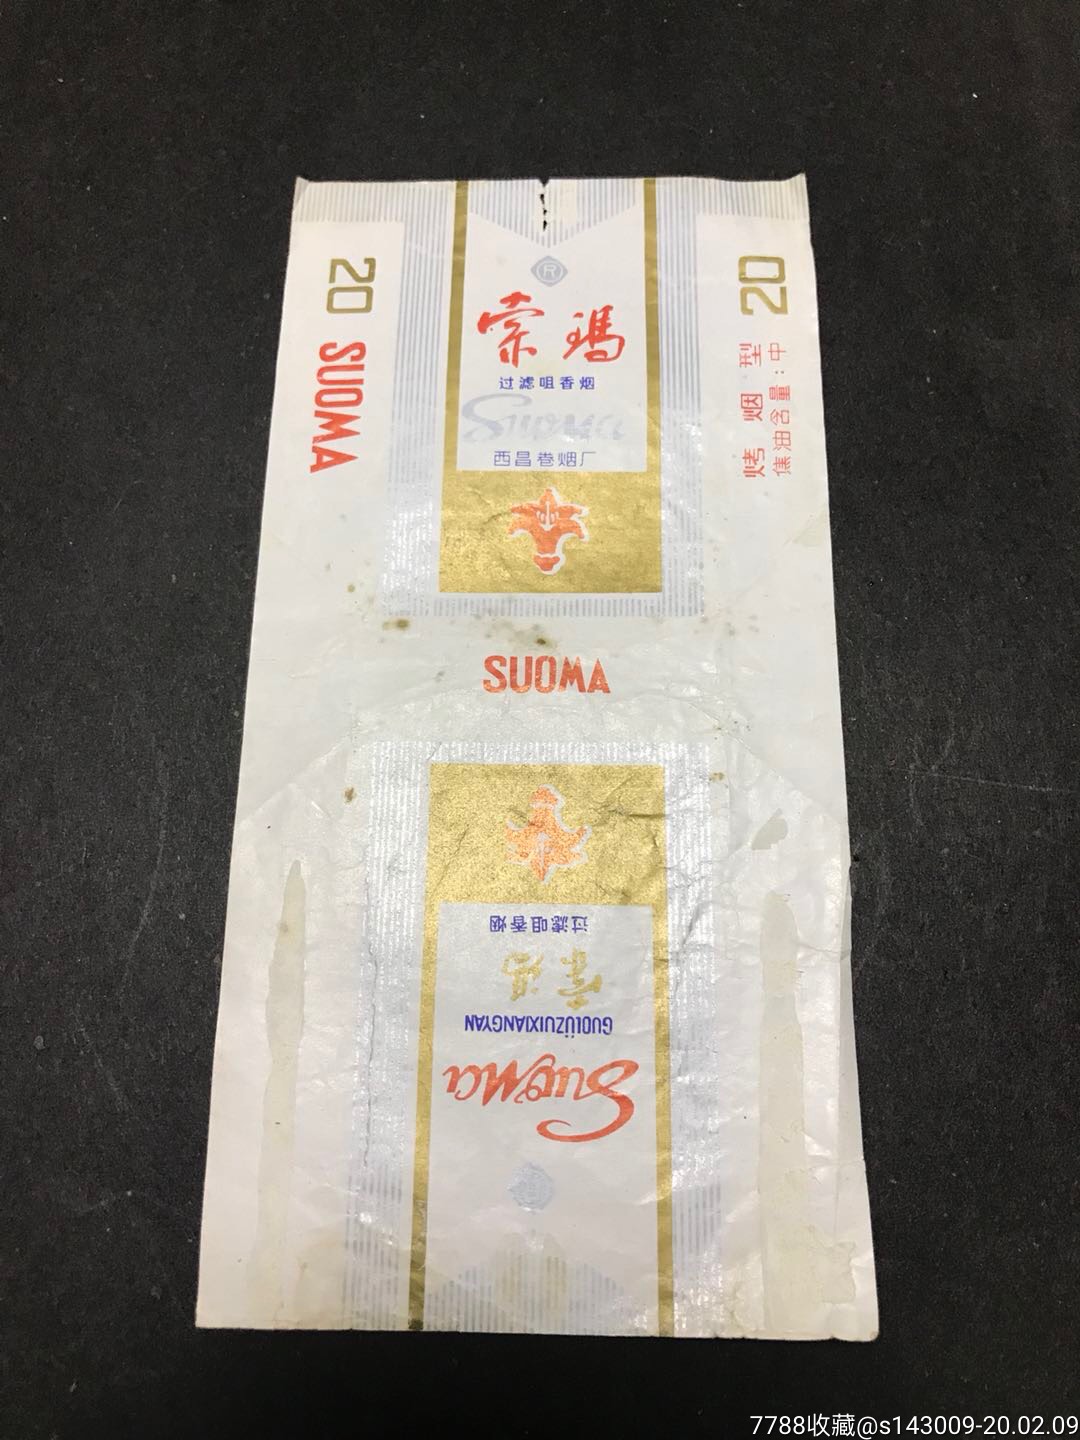 20 SUOMA
®
索玛
过滤咀香烟
Suoma
西昌卷烟厂
20
烤烟型
焦油含量:中
SUOMA
过滤咀香烟
索玛
GUOLÜZUIXIANGYAN
Suoma
7788收藏@s143009-20.02.09